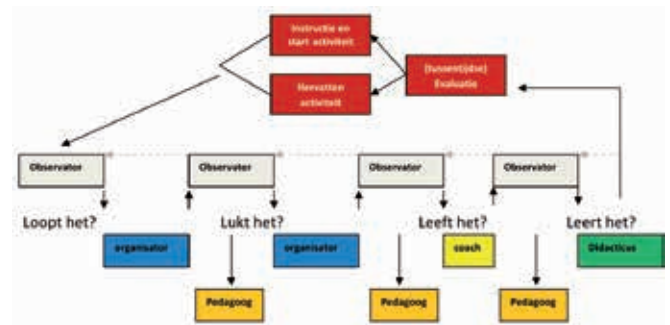 Instructie en
start activiteit
(tussentijdse)
Evaluatie
Hervatten
activiteit
Observator
Observator
Observator
Observator
Loopt het?
Lukt het?
Leeft het?
Leert het?
organisator
organisator
coach
Didacticus
Pedagoog
Pedagoog
Pedagoog